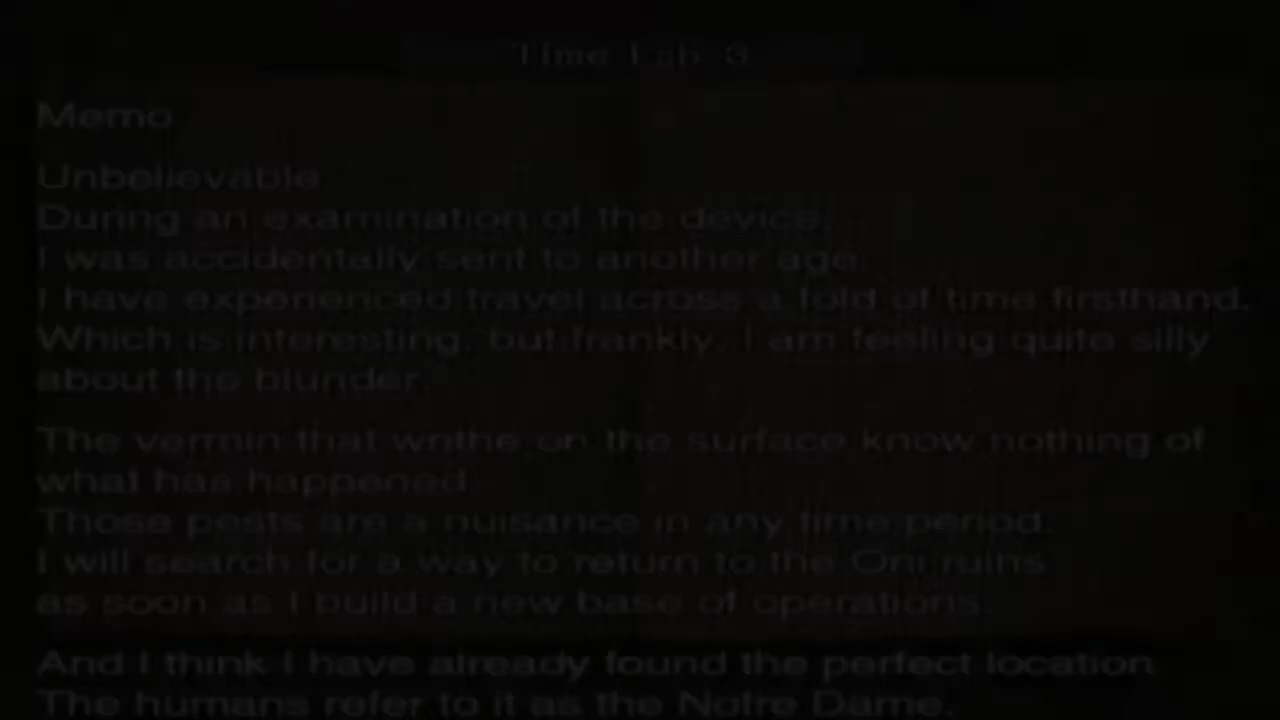 Time Lab 3
Memo
Unbelievable.
During an examination of the device,
I was accidentally sent to another age.
I have experienced travel across a fold of time firsthand.
Which is interesting, but frankly, I am feeling quite silly
about the blunder.
The vermin that writhe on the surface know nothing of
what has happened.
Those pests are a nuisance in any time period.
I will search for a way to return to the Oni ruins
as soon as I build a new base of operations.
And I think I have already found the perfect location
The humans refer to it as the Notre Dame.